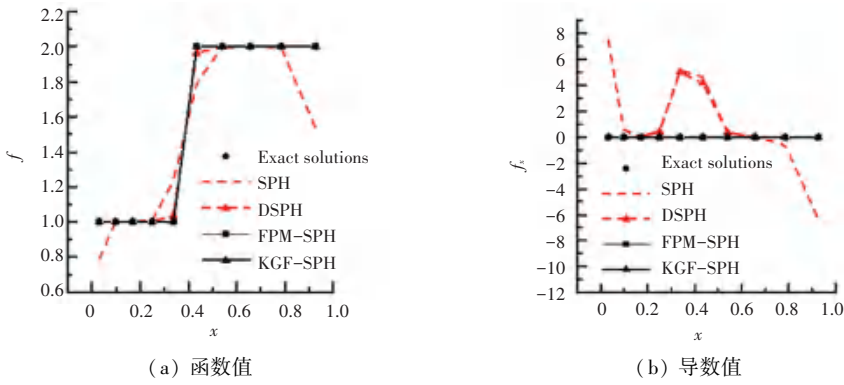 2.2
2.0
1.8
1.6
1.4
1.2
1.0
0.8
0.6
f
0 0.2 0.4 0.6 0.8 1.0
x
Exact solutions
SPH
DSPH
FPM-SPH
KGF-SPH
(a) 函数值
8
6
4
2
0
-2
-4
-6
-8
-10
-12
fx
0 0.2 0.4 0.6 0.8 1.0
x
Exact solutions
SPH
DSPH
FPM-SPH
KGF-SPH
(b) 导数值